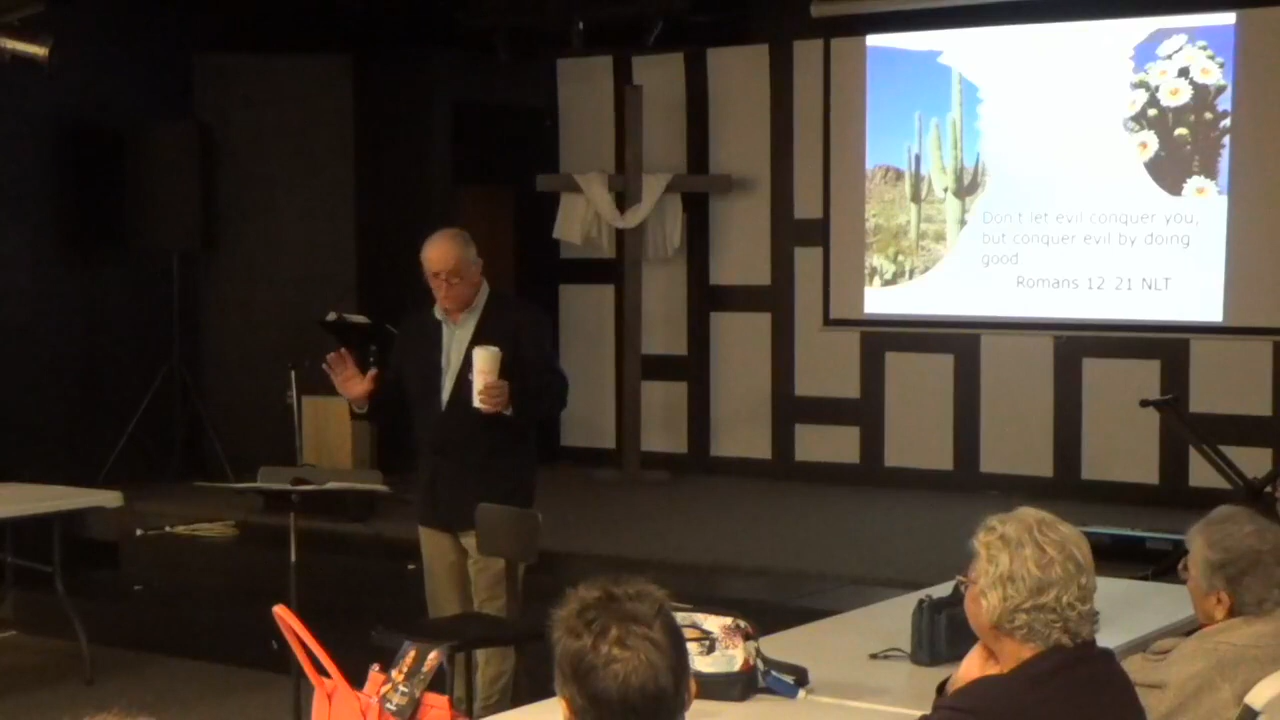 Don't let evil conquer you,
but conquer evil by doing
good.
Romans 12 21 NLT